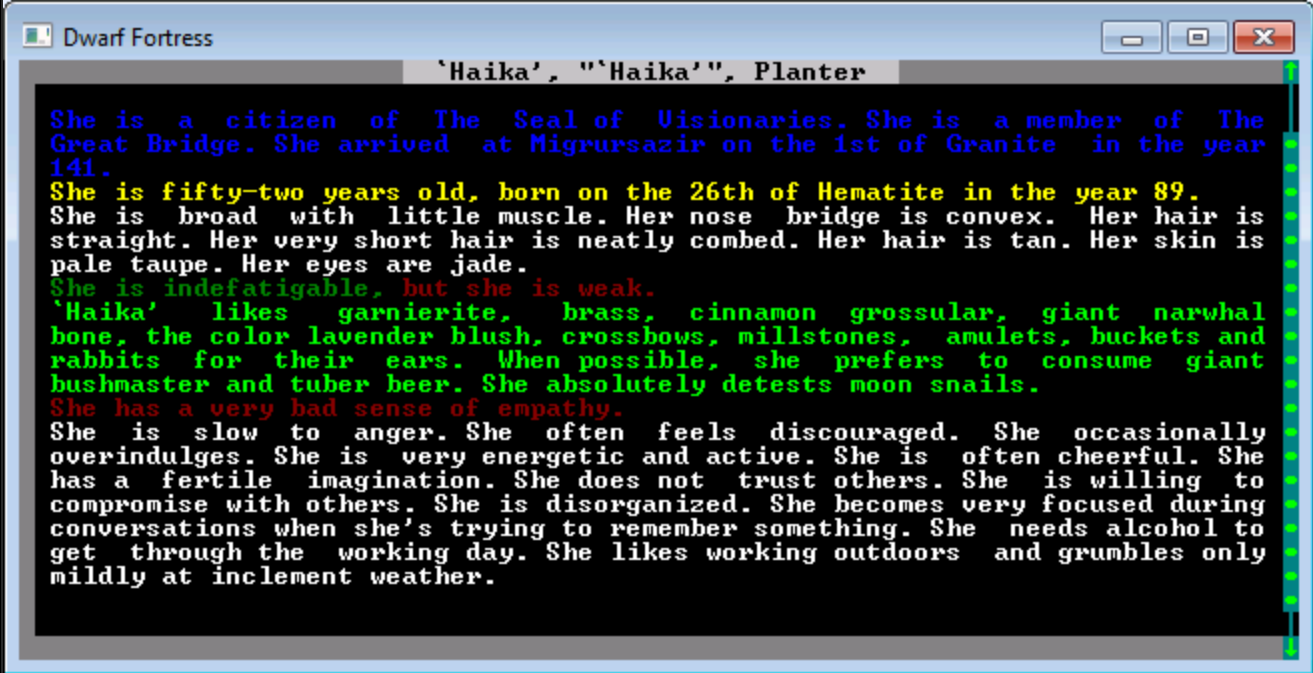 Dwarf Fortress
`Haika', "`Haika'", Planter
She is a citizen of The Seal of Visionaries. She is a member of The
Great Bridge. She arrived at Migrursazir on the 1st of Granite in the year
141.
She is fifty-two years old, born on the 26th of Hematite in the year 89.
She is broad with little muscle. Her nose bridge is convex. Her hair is
straight. Her very short hair is neatly combed. Her hair is tan. Her skin is
pale taupe. Her eyes are jade.
She is indefatigable, but she is weak.
`Haika' likes garnierite, brass, cinnamon grossular, giant narwhal
bone, the color lavender blush, crossbows, millstones, amulets, buckets and
rabbits for their ears. When possible, she prefers to consume giant
bushmaster and tuber beer. She absolutely detests moon snails.
She has a very bad sense of empathy.
She is slow to anger. She often feels discouraged. She occasionally
overindulges. She is very energetic and active. She is often cheerful. She
has a fertile imagination. She does not trust others. She is willing to
compromise with others. She is disorganized. She becomes very focused during
conversations when she's trying to remember something. She needs alcohol to
get through the working day. She likes working outdoors and grumbles only
mildly at inclement weather.